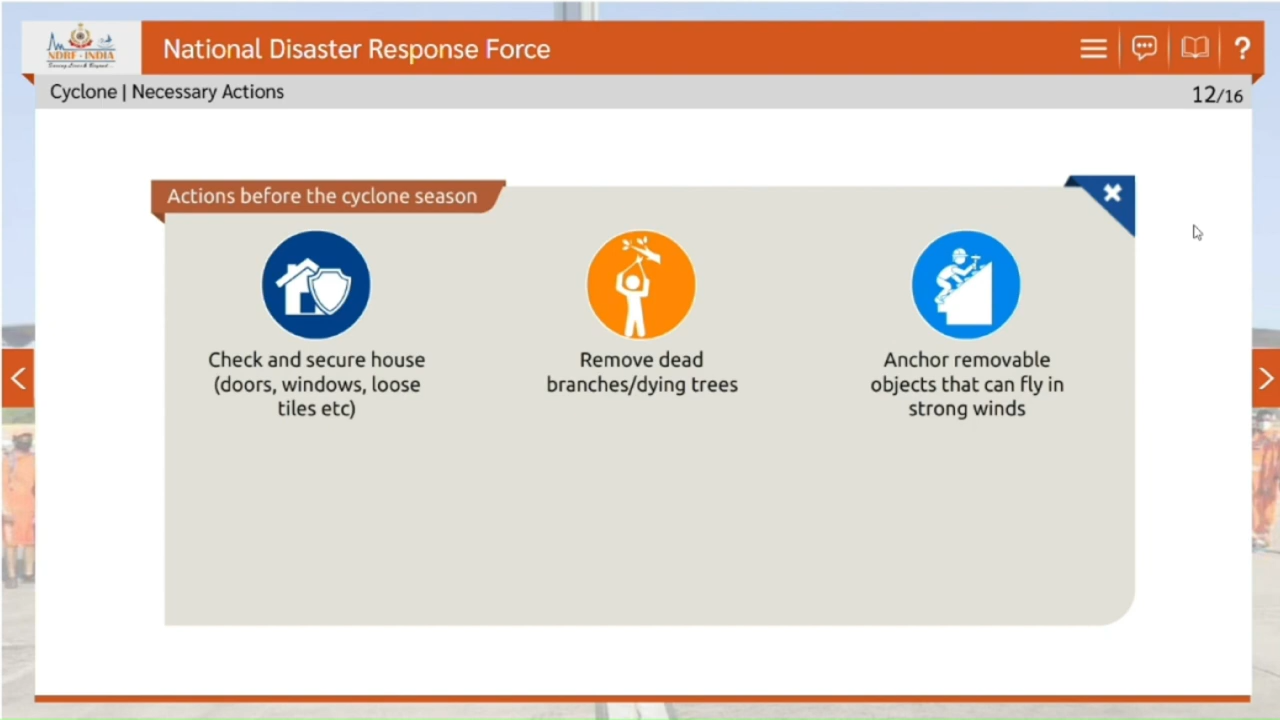 NDRF - INDIA
National Disaster Response Force
?
Cyclone | Necessary Actions
12/16
Actions before the cyclone season
Check and secure house
(doors, windows, loose
tiles etc)
Remove dead
branches/dying trees
Anchor removable
objects that can fly in
strong winds